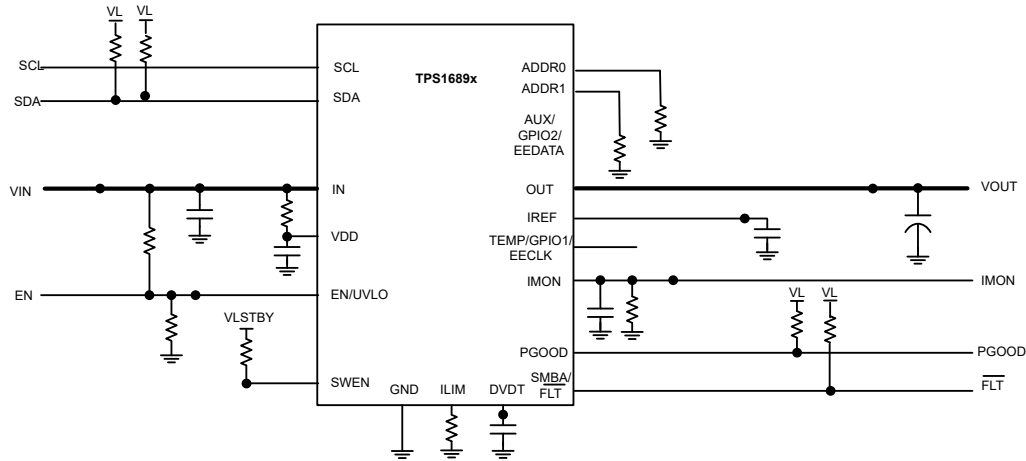 VL
VL
SCL
SDA
SCL
SDA
TPS1689x
ADDR0
ADDR1
AUX/
GPIO2/
EEDATA
VIN
IN
OUT
VOUT
IREF
VDD
TEMP/GPIO1/
EECLK
EN
EN/UVLO
IMON
IMON
VL
VL
VLSTBY
PGOOD
PGOOD
SWEN
SMBA/
FLT
FLT
GND
ILIM
DVDT